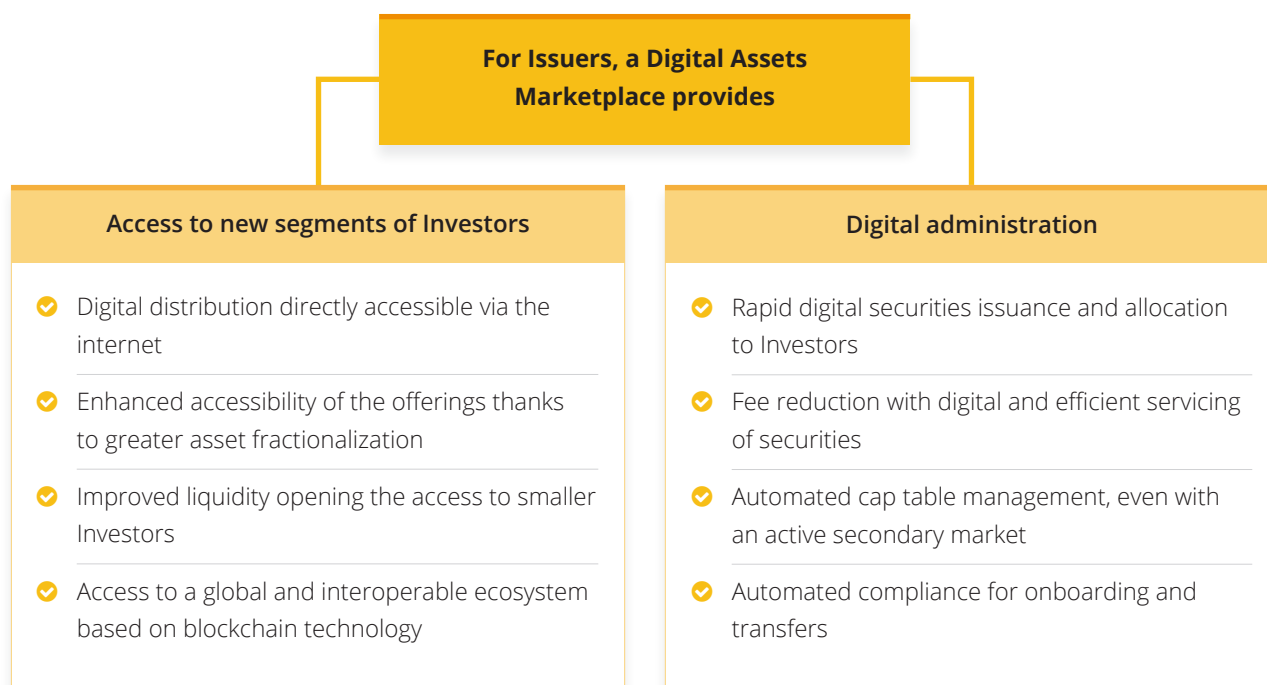 For Issuers, a Digital Assets
Marketplace provides
Access to new segments of Investors
Digital distribution directly accessible via the
internet
Enhanced accessibility of the offerings thanks
to greater asset fractionalization
Improved liquidity opening the access to smaller
Investors
Access to a global and interoperable ecosystem
based on blockchain technology
Digital administration
Rapid digital securities issuance and allocation
to Investors
Fee reduction with digital and efficient servicing
of securities
Automated cap table management, even with
an active secondary market
Automated compliance for onboarding and
transfers